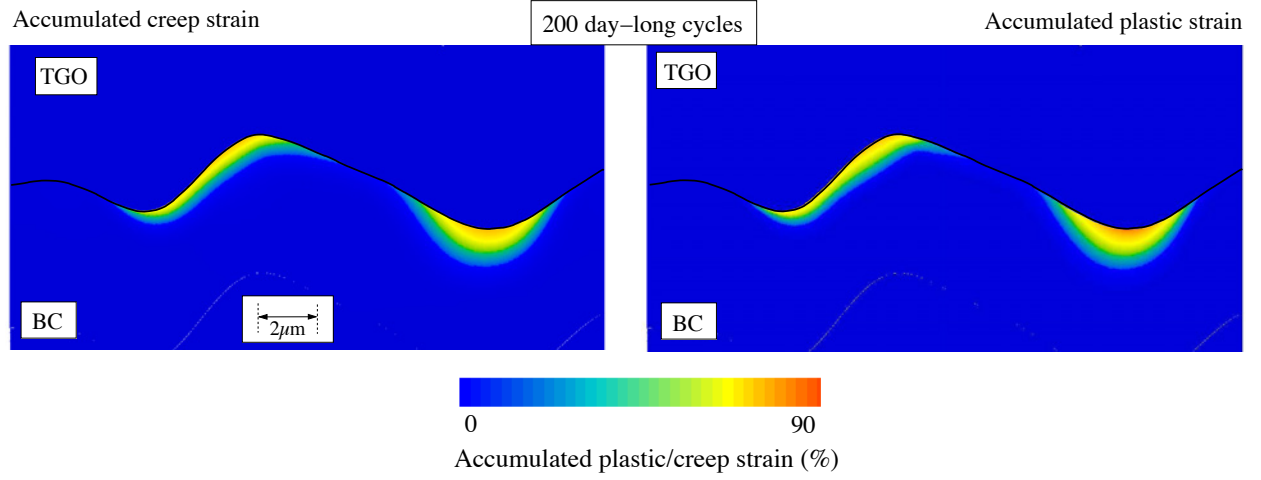 Accumulated creep strain
200 day–long cycles
Accumulated plastic strain
TGO
TGO
BC
2μm
BC
0
90
Accumulated plastic/creep strain (%)